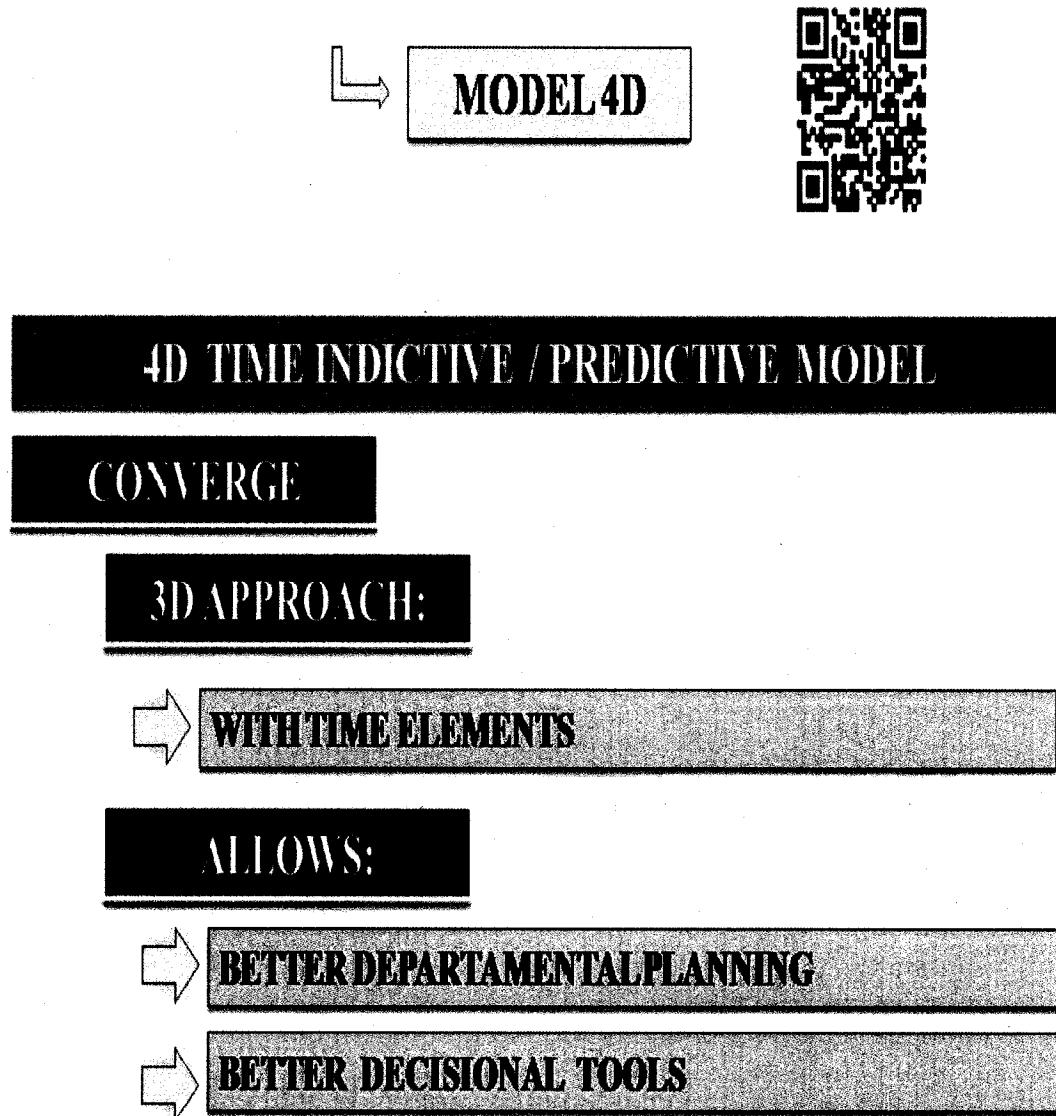 MODEL 4D
4D TIME INDICTIVE / PREDICTIVE MODEL
CONVERGE
3D APPROACH:
WITH TIME ELEMENTS
ALLOWS:
BETTER DEPARTAMENTAL PLANNING
BETTER DECISIONAL TOOLS